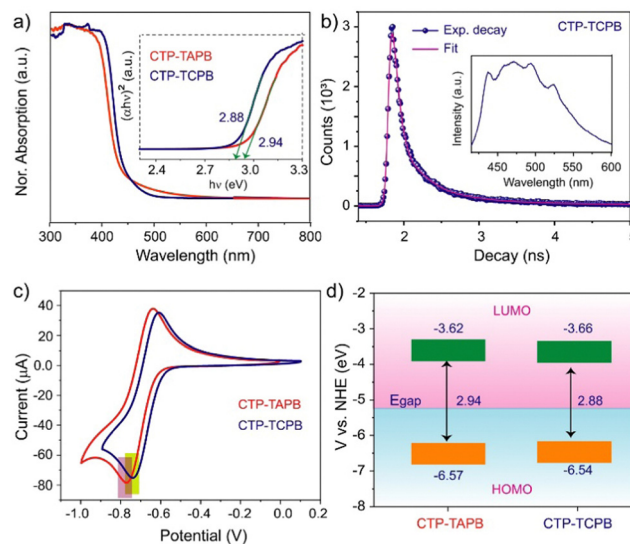 a)
Nor. Absorption (a.u.)
(αhν)² (a.u.)
CTP-TAPB
CTP-TCPB
2.88
2.94
2.4 2.7 3.0 3.3
hν (eV)
300 400 500 600 700 800
Wavelength (nm)
b)
CTP-TCPB
Exp. decay
Fit
Counts (10³)
3
2
1
0
Intensity (a.u.)
500 550 600
Wavelength (nm)
2 3 4 5
Decay (ns)
c)
Current (µA)
40
20
0
-20
-40
-60
-80
CTP-TAPB
CTP-TCPB
-1.0 -0.8 -0.6 -0.4 -0.2 0.0 0.2
Potential (V)
d)
V vs. NHE (eV)
-2
-3
-4
-5
-6
-7
-8
LUMO
-3.62 -3.66
Egap 2.94 2.88
-6.57 -6.54
HOMO
CTP-TAPB CTP-TCPB